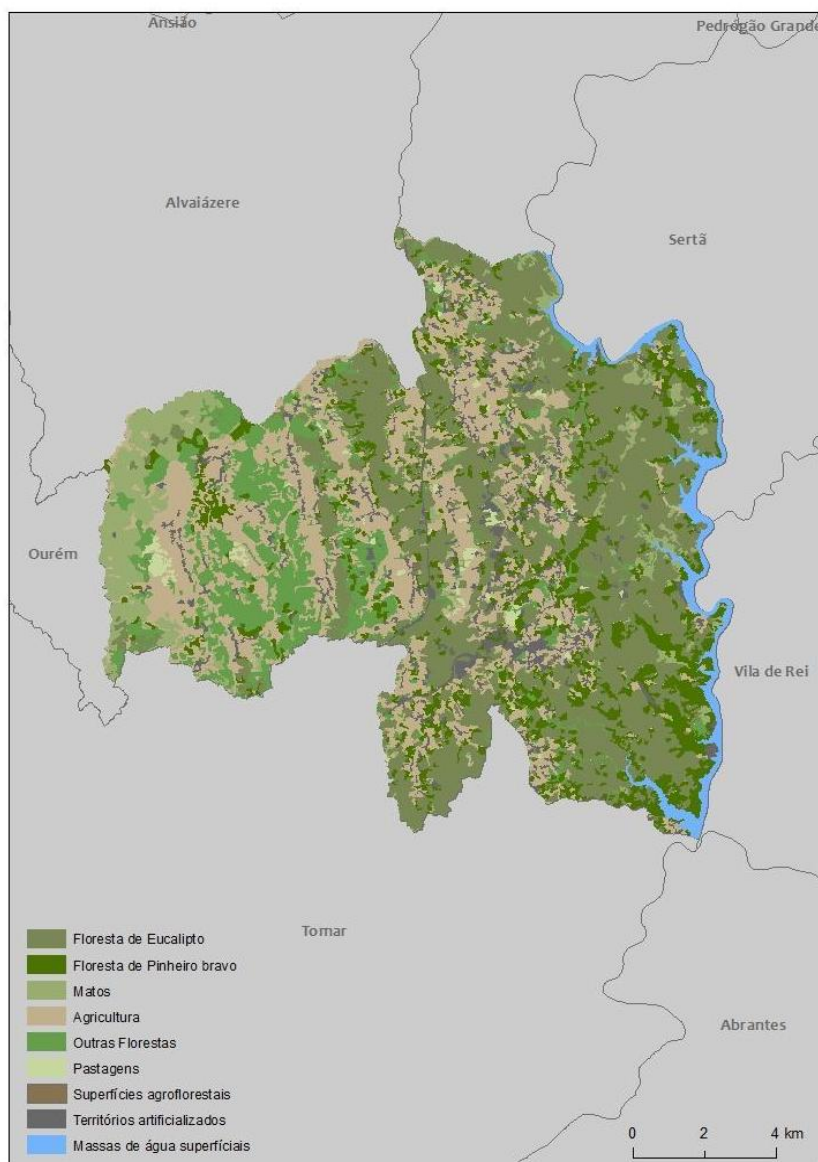 Ansião
Pedrógão Grande
Alvaiázere
Sertã
Ourém
Vila de Rei
Tomar
Abrantes
Floresta de Eucalipto
Floresta de Pinheiro bravo
Matos
Agricultura
Outras Florestas
Pastagens
Superfícies agroflorestais
Territórios artificializados
Massas de água superfíciais
0 2 4 km